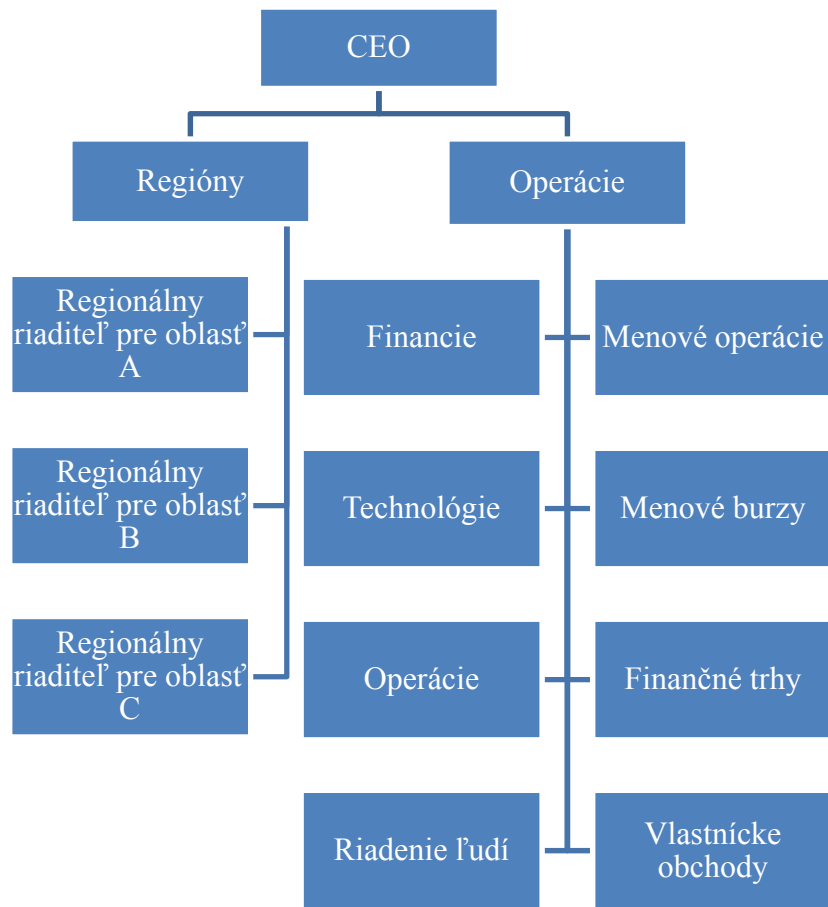 CEO
Regióny
Operácie
Regionálny
riaditeľ pre oblasť
A
Financie
Menové operácie
Regionálny
riaditeľ pre oblasť
B
Technológie
Menové burzy
Regionálny
riaditeľ pre oblasť
C
Operácie
Finančné trhy
Riadenie ľudí
Vlastnícke
obchody